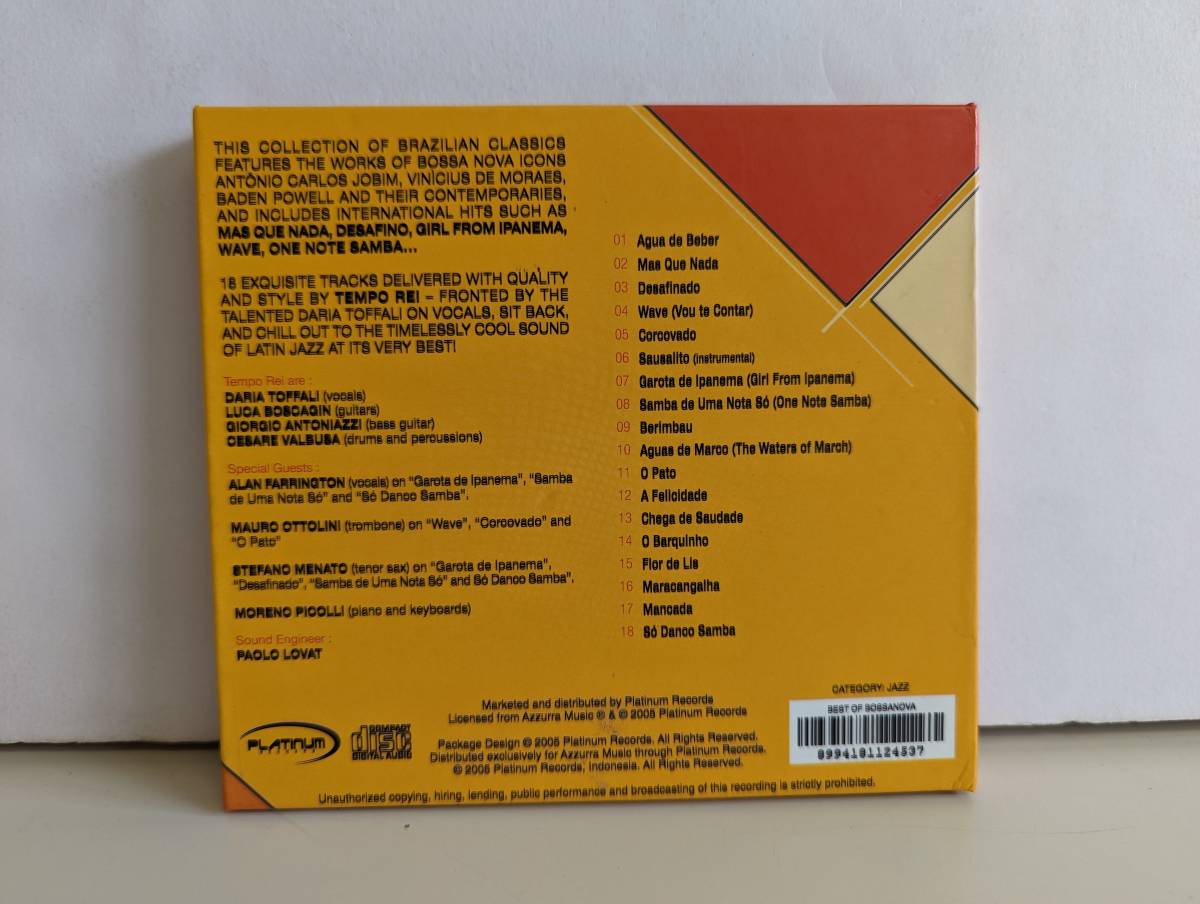 THIS COLLECTION OF BRAZILIAN CLASSICS
FEATURES THE WORKS OF BOSSA NOVA ICONS
ANTÔNIO CARLOS JOBIM, VINÍCIUS DE MORAES,
BADEN POWELL AND THEIR CONTEMPORARIES,
AND INCLUDES INTERNATIONAL HITS SUCH AS
MAS QUE NADA, DESAFINO, GIRL FROM IPANEMA,
WAVE, ONE NOTE SAMBA...
18 EXQUISITE TRACKS DELIVERED WITH QUALITY
AND STYLE BY TEMPO REI – FRONTED BY THE
TALENTED DARIA TOFFALI ON VOCALS, SIT BACK,
AND CHILL OUT TO THE TIMELESSLY COOL SOUND
OF LATIN JAZZ AT ITS VERY BEST!
Tempo Rei are :
DARIA TOFFALI (vocals)
LUCA BOSCAGIN (guitars)
GIORGIO ANTONIAZZI (bass guitar)
CESARE VALBUSA (drums and percussions)
Special Guests :
ALAN FARRINGTON (vocals) on "Garota de Ipanema", "Samba
de Uma Nota Só" and "Só Danco Samba".
MAURO OTTOLINI (trombone) on "Wave", "Corcovado" and
"O Pato"
STEFANO MENATO (tenor sax) on "Garota de Ipanema",
"Desafinado", "Samba de Uma Nota Só" and Só Danco Samba".
MORENO PICOLLI (piano and keyboards)
Sound Engineer :
PAOLO LOVAT
01 Agua de Beber
02 Mas Que Nada
03 Desafinado
04 Wave (Vou te Contar)
05 Corcovado
06 Sausalito (instrumental)
07 Garota de Ipanema (Girl From Ipanema)
08 Samba de Uma Nota Só (One Note Samba)
09 Berimbau
10 Aguas de Marco (The Waters of March)
11 O Pato
12 A Felicidade
13 Chega de Saudade
14 O Barquinho
15 Flor de Lis
16 Maracangalha
17 Mancada
18 Só Danco Samba
Marketed and distributed by Platinum Records
Licensed from Azzurra Music ℗ & © 2005 Platinum Records
Package Design © 2005 Platinum Records. All Rights Reserved.
Distributed exclusively for Azzurra Music through Platinum Records.
© 2005 Platinum Records, Indonesia. All Rights Reserved.
Unauthorized copying, hiring, lending, public performance and broadcasting of this recording is strictly prohibited.
PLATINUM
COMPACT
disc
DIGITAL AUDIO
CATEGORY: JAZZ
BEST OF BOSSANOVA
8994181124537